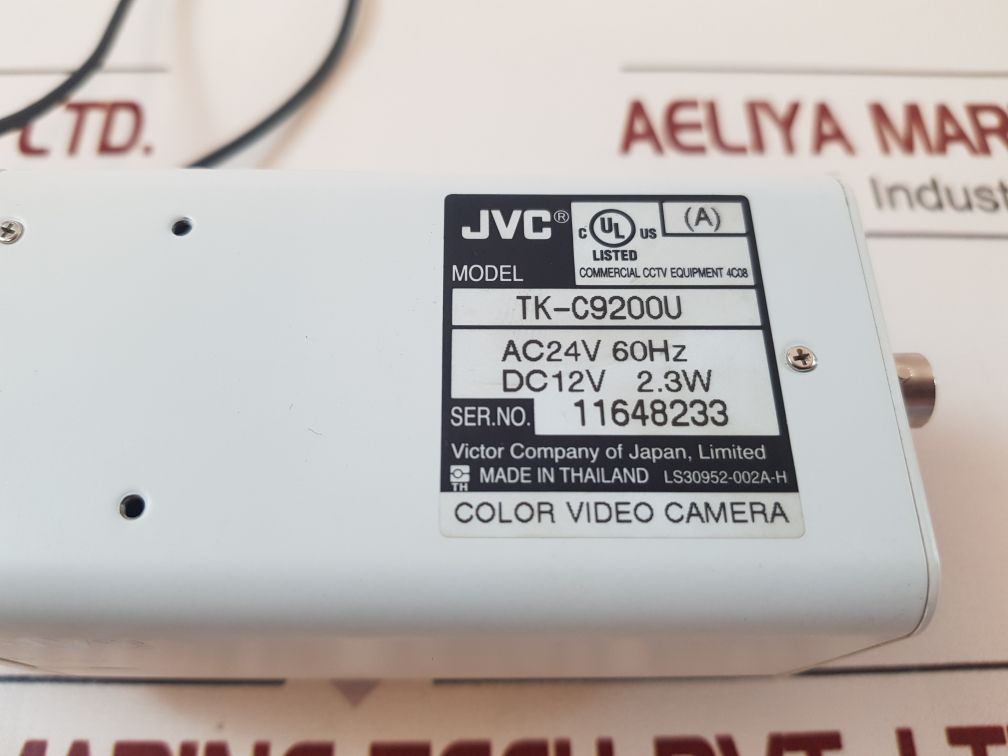 LTD.
AELIYA MAR
Indust
JVC® C UL US (A)
LISTED
MODEL COMMERCIAL CCTV EQUIPMENT 4C08
TK-C9200U
AC24V 60Hz
DC12V 2.3W
SER.NO. 11648233
Victor Company of Japan, Limited
TH MADE IN THAILAND LS30952-002A-H
COLOR VIDEO CAMERA